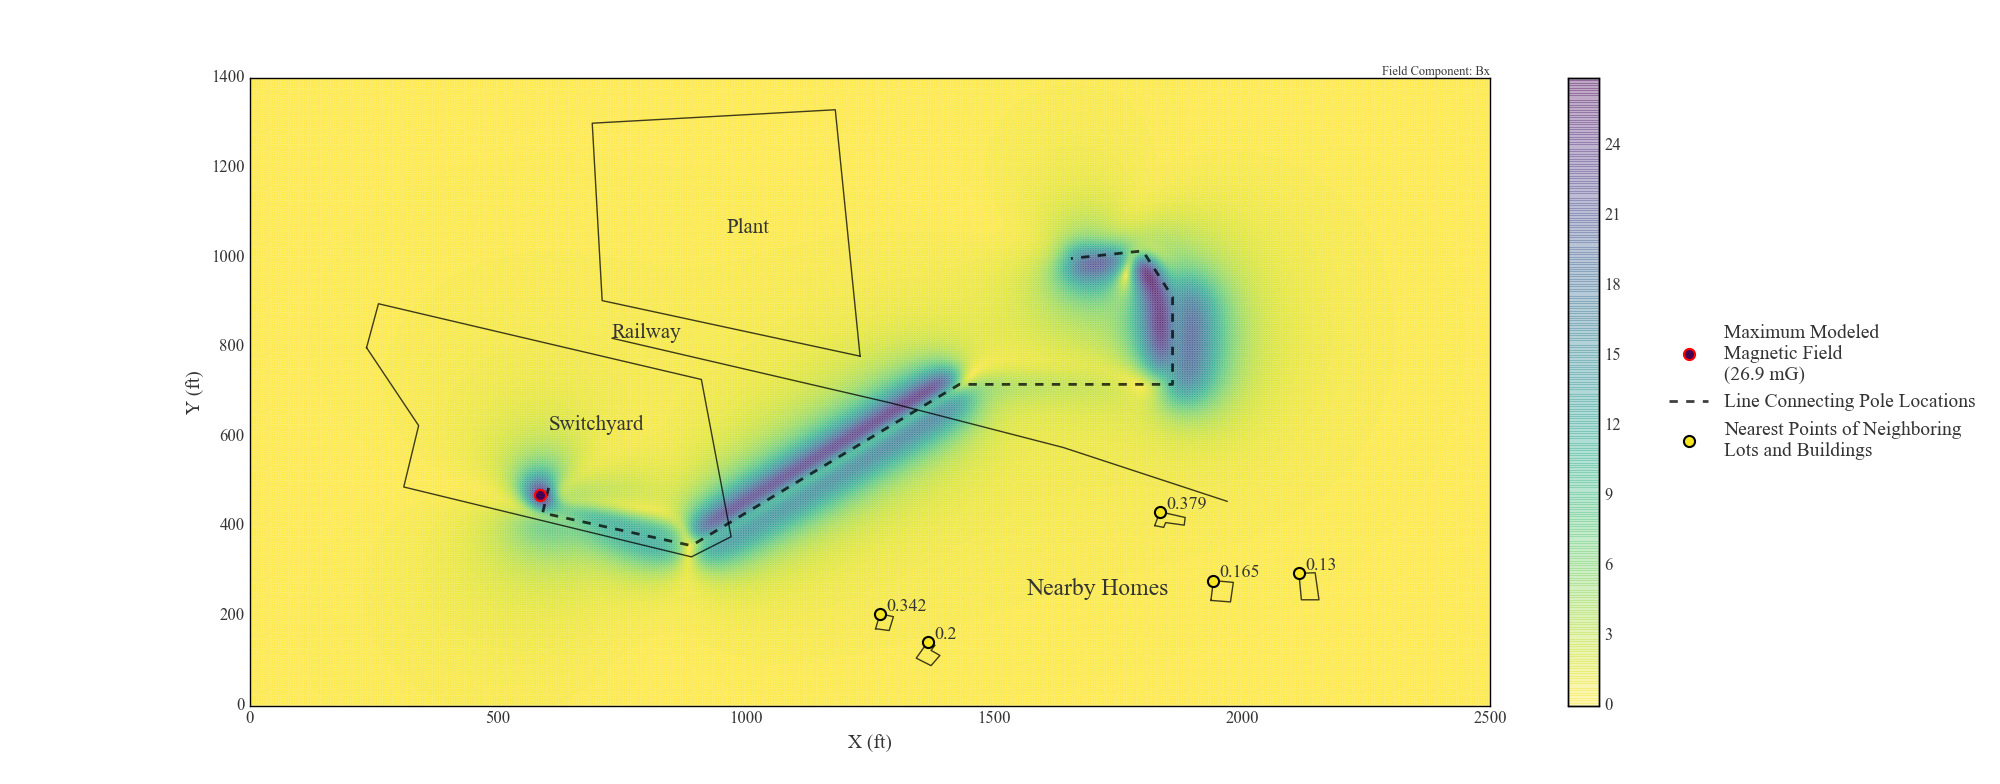 Field Component: Bx
1400
1200
1000
800
600
400
200
0
Y (ft)
0
500
1000
1500
2000
2500
X (ft)
Plant
Railway
Switchyard
Nearby Homes
0.379
0.165
0.13
0.342
0.2
24
21
18
15
12
9
6
3
0
Maximum Modeled
Magnetic Field
(26.9 mG)
Line Connecting Pole Locations
Nearest Points of Neighboring
Lots and Buildings